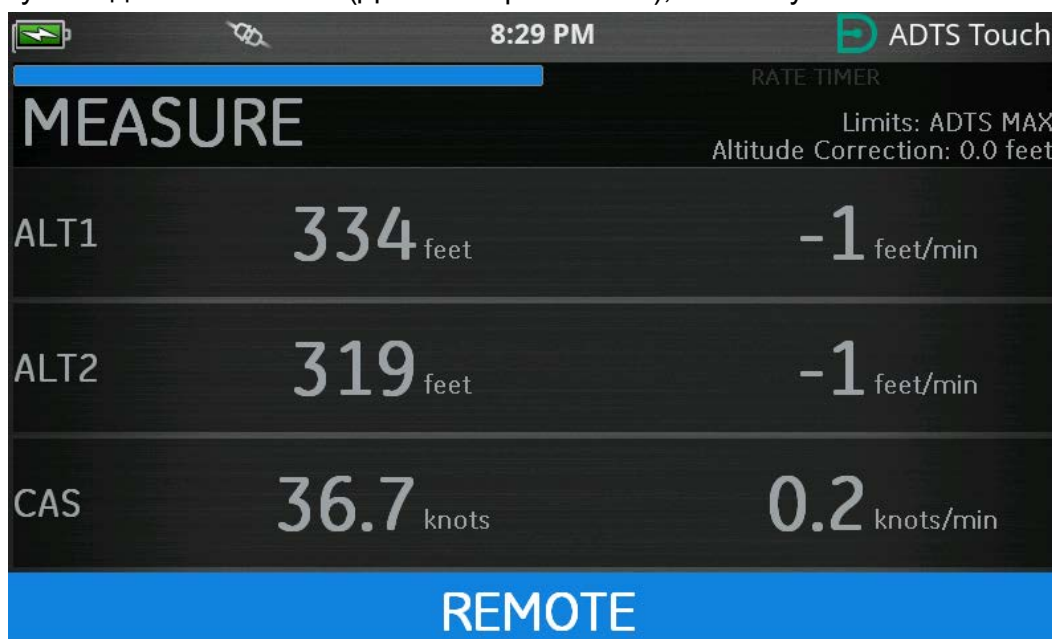 8:29 PM
ADTS Touch
RATE TIMER
MEASURE
Limits: ADTS MAX
Altitude Correction: 0.0 feet
ALT1 334 feet -1 feet/min
ALT2 319 feet -1 feet/min
CAS 36.7 knots 0.2 knots/min
REMOTE